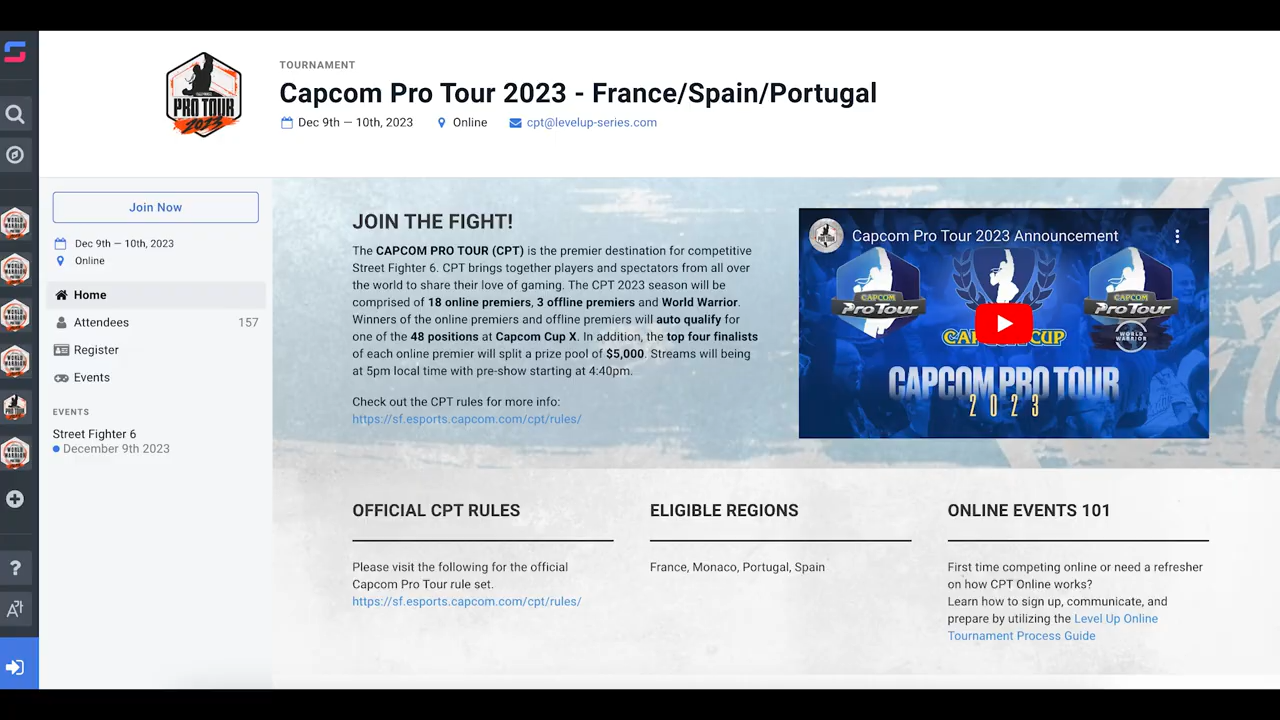 TOURNAMENT
Capcom Pro Tour 2023 - France/Spain/Portugal
Dec 9th — 10th, 2023
Online
cpt@levelup-series.com
PRO TOUR
2023
Join Now
Dec 9th — 10th, 2023
Online
Home
Attendees
157
Register
Events
EVENTS
Street Fighter 6
December 9th 2023
JOIN THE FIGHT!
The CAPCOM PRO TOUR (CPT) is the premier destination for competitive
Street Fighter 6. CPT brings together players and spectators from all over
the world to share their love of gaming. The CPT 2023 season will be
comprised of 18 online premiers, 3 offline premiers and World Warrior.
Winners of the online premiers and offline premiers will auto qualify for
one of the 48 positions at Capcom Cup X. In addition, the top four finalists
of each online premier will split a prize pool of $5,000. Streams will being
at 5pm local time with pre-show starting at 4:40pm.
Check out the CPT rules for more info:
https://sf.esports.capcom.com/cpt/rules/
Capcom Pro Tour 2023 Announcement
CAPCOM
Pro Tour
CAPCOM CUP
CAPCOM
Pro Tour
WORLD
WARRIOR
CAPCOM PRO TOUR
2023
OFFICIAL CPT RULES
Please visit the following for the official
Capcom Pro Tour rule set.
https://sf.esports.capcom.com/cpt/rules/
ELIGIBLE REGIONS
France, Monaco, Portugal, Spain
ONLINE EVENTS 101
First time competing online or need a refresher
on how CPT Online works?
Learn how to sign up, communicate, and
prepare by utilizing the Level Up Online
Tournament Process Guide